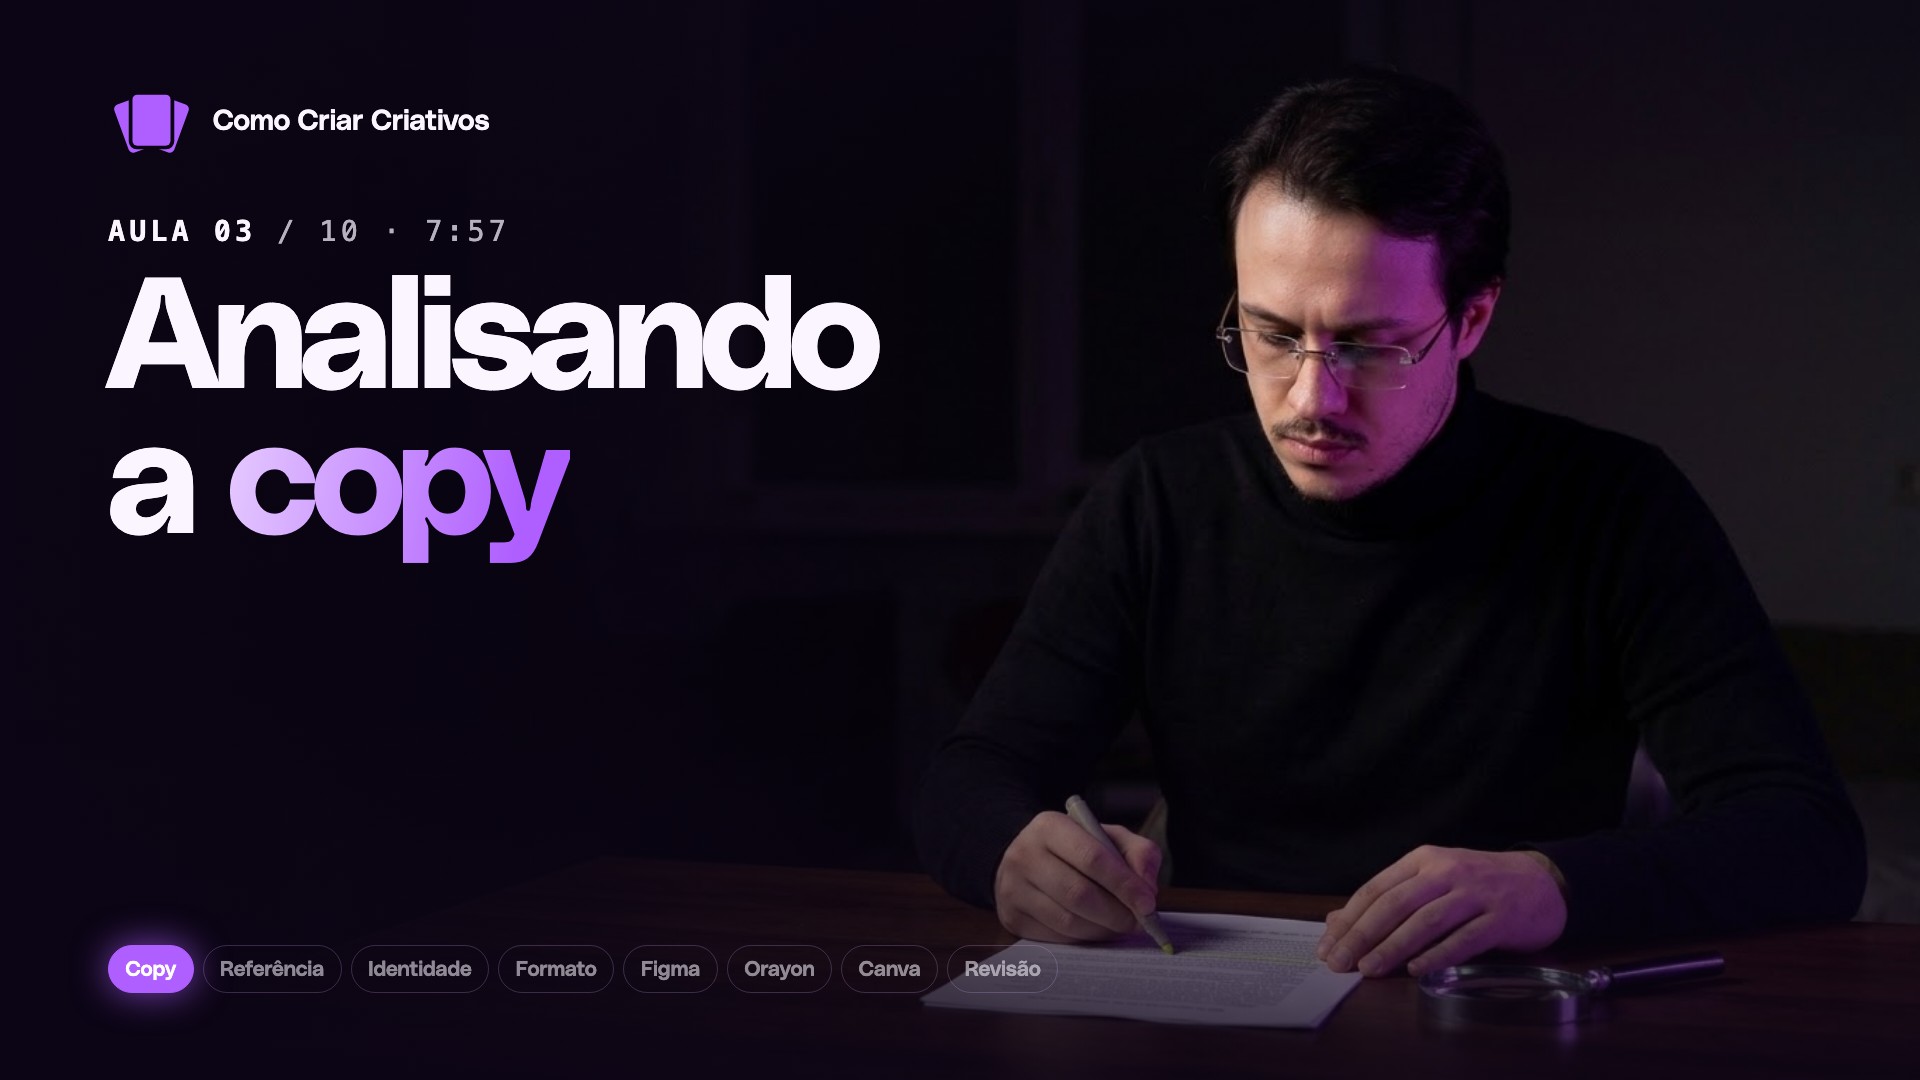 Como Criar Criativos
AULA 03 / 10 · 7:57
Analisando
a copy
Copy Referência Identidade Formato Figma Orayon Canva Revisão